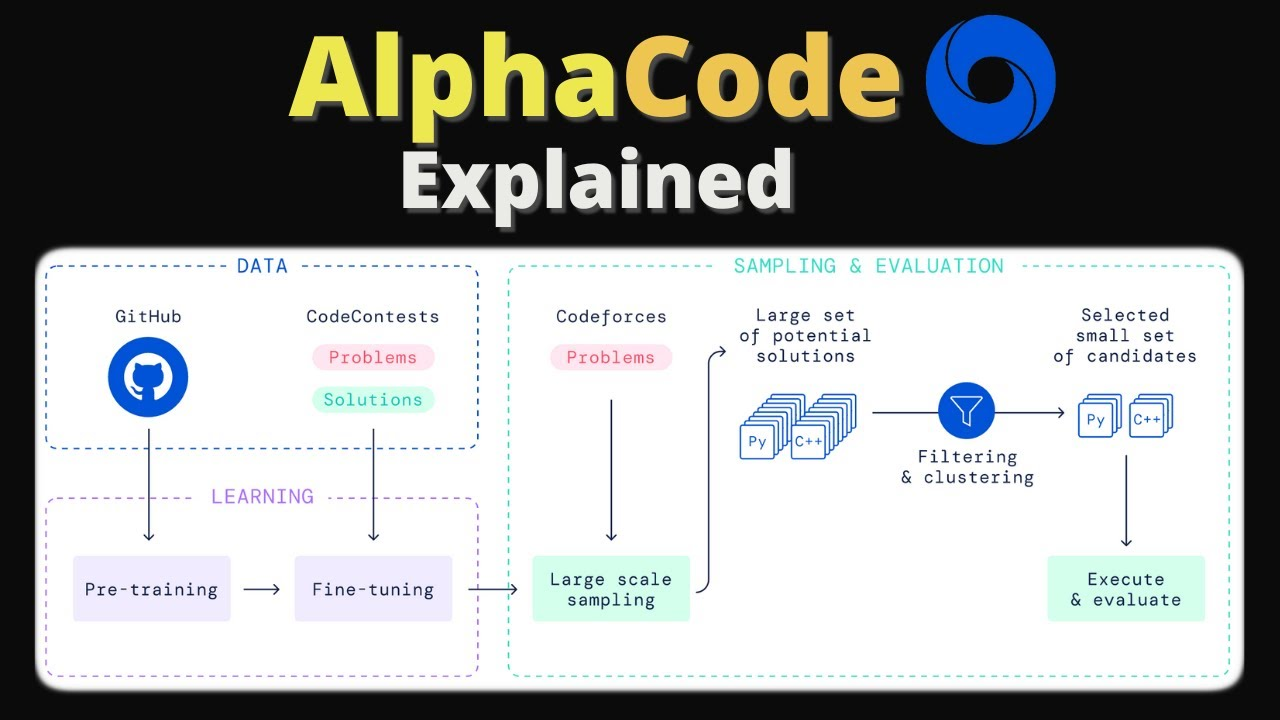 AlphaCode
Explained
DATA
GitHub
CodeContests
Problems
Solutions
LEARNING
Pre-training
Fine-tuning
SAMPLING & EVALUATION
Codeforces
Problems
Large scale
sampling
Large set
of potential
solutions
Py
C++
Filtering
& clustering
Selected
small set
of candidates
Py
C++
Execute
& evaluate